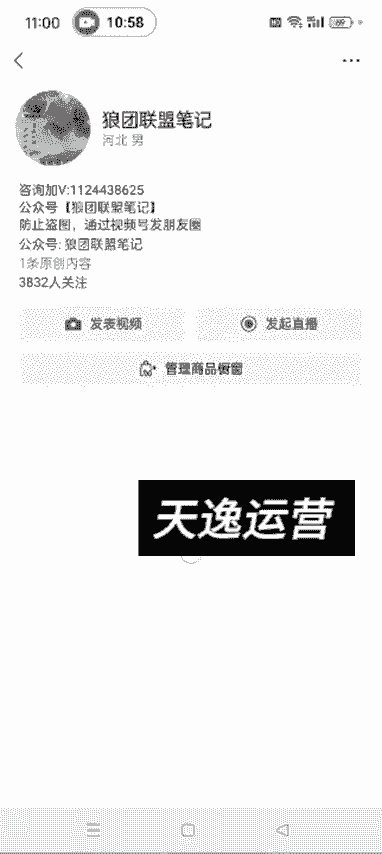 11:00
10:58
HD
69
狼团联盟笔记
河北 男
咨询加V:1124438625
公众号【狼团联盟笔记】
防止盗图，通过视频号发朋友圈
公众号: 狼团联盟笔记
1条原创内容
3832人关注
发表视频
发起直播
管理商品橱窗
天逸运营